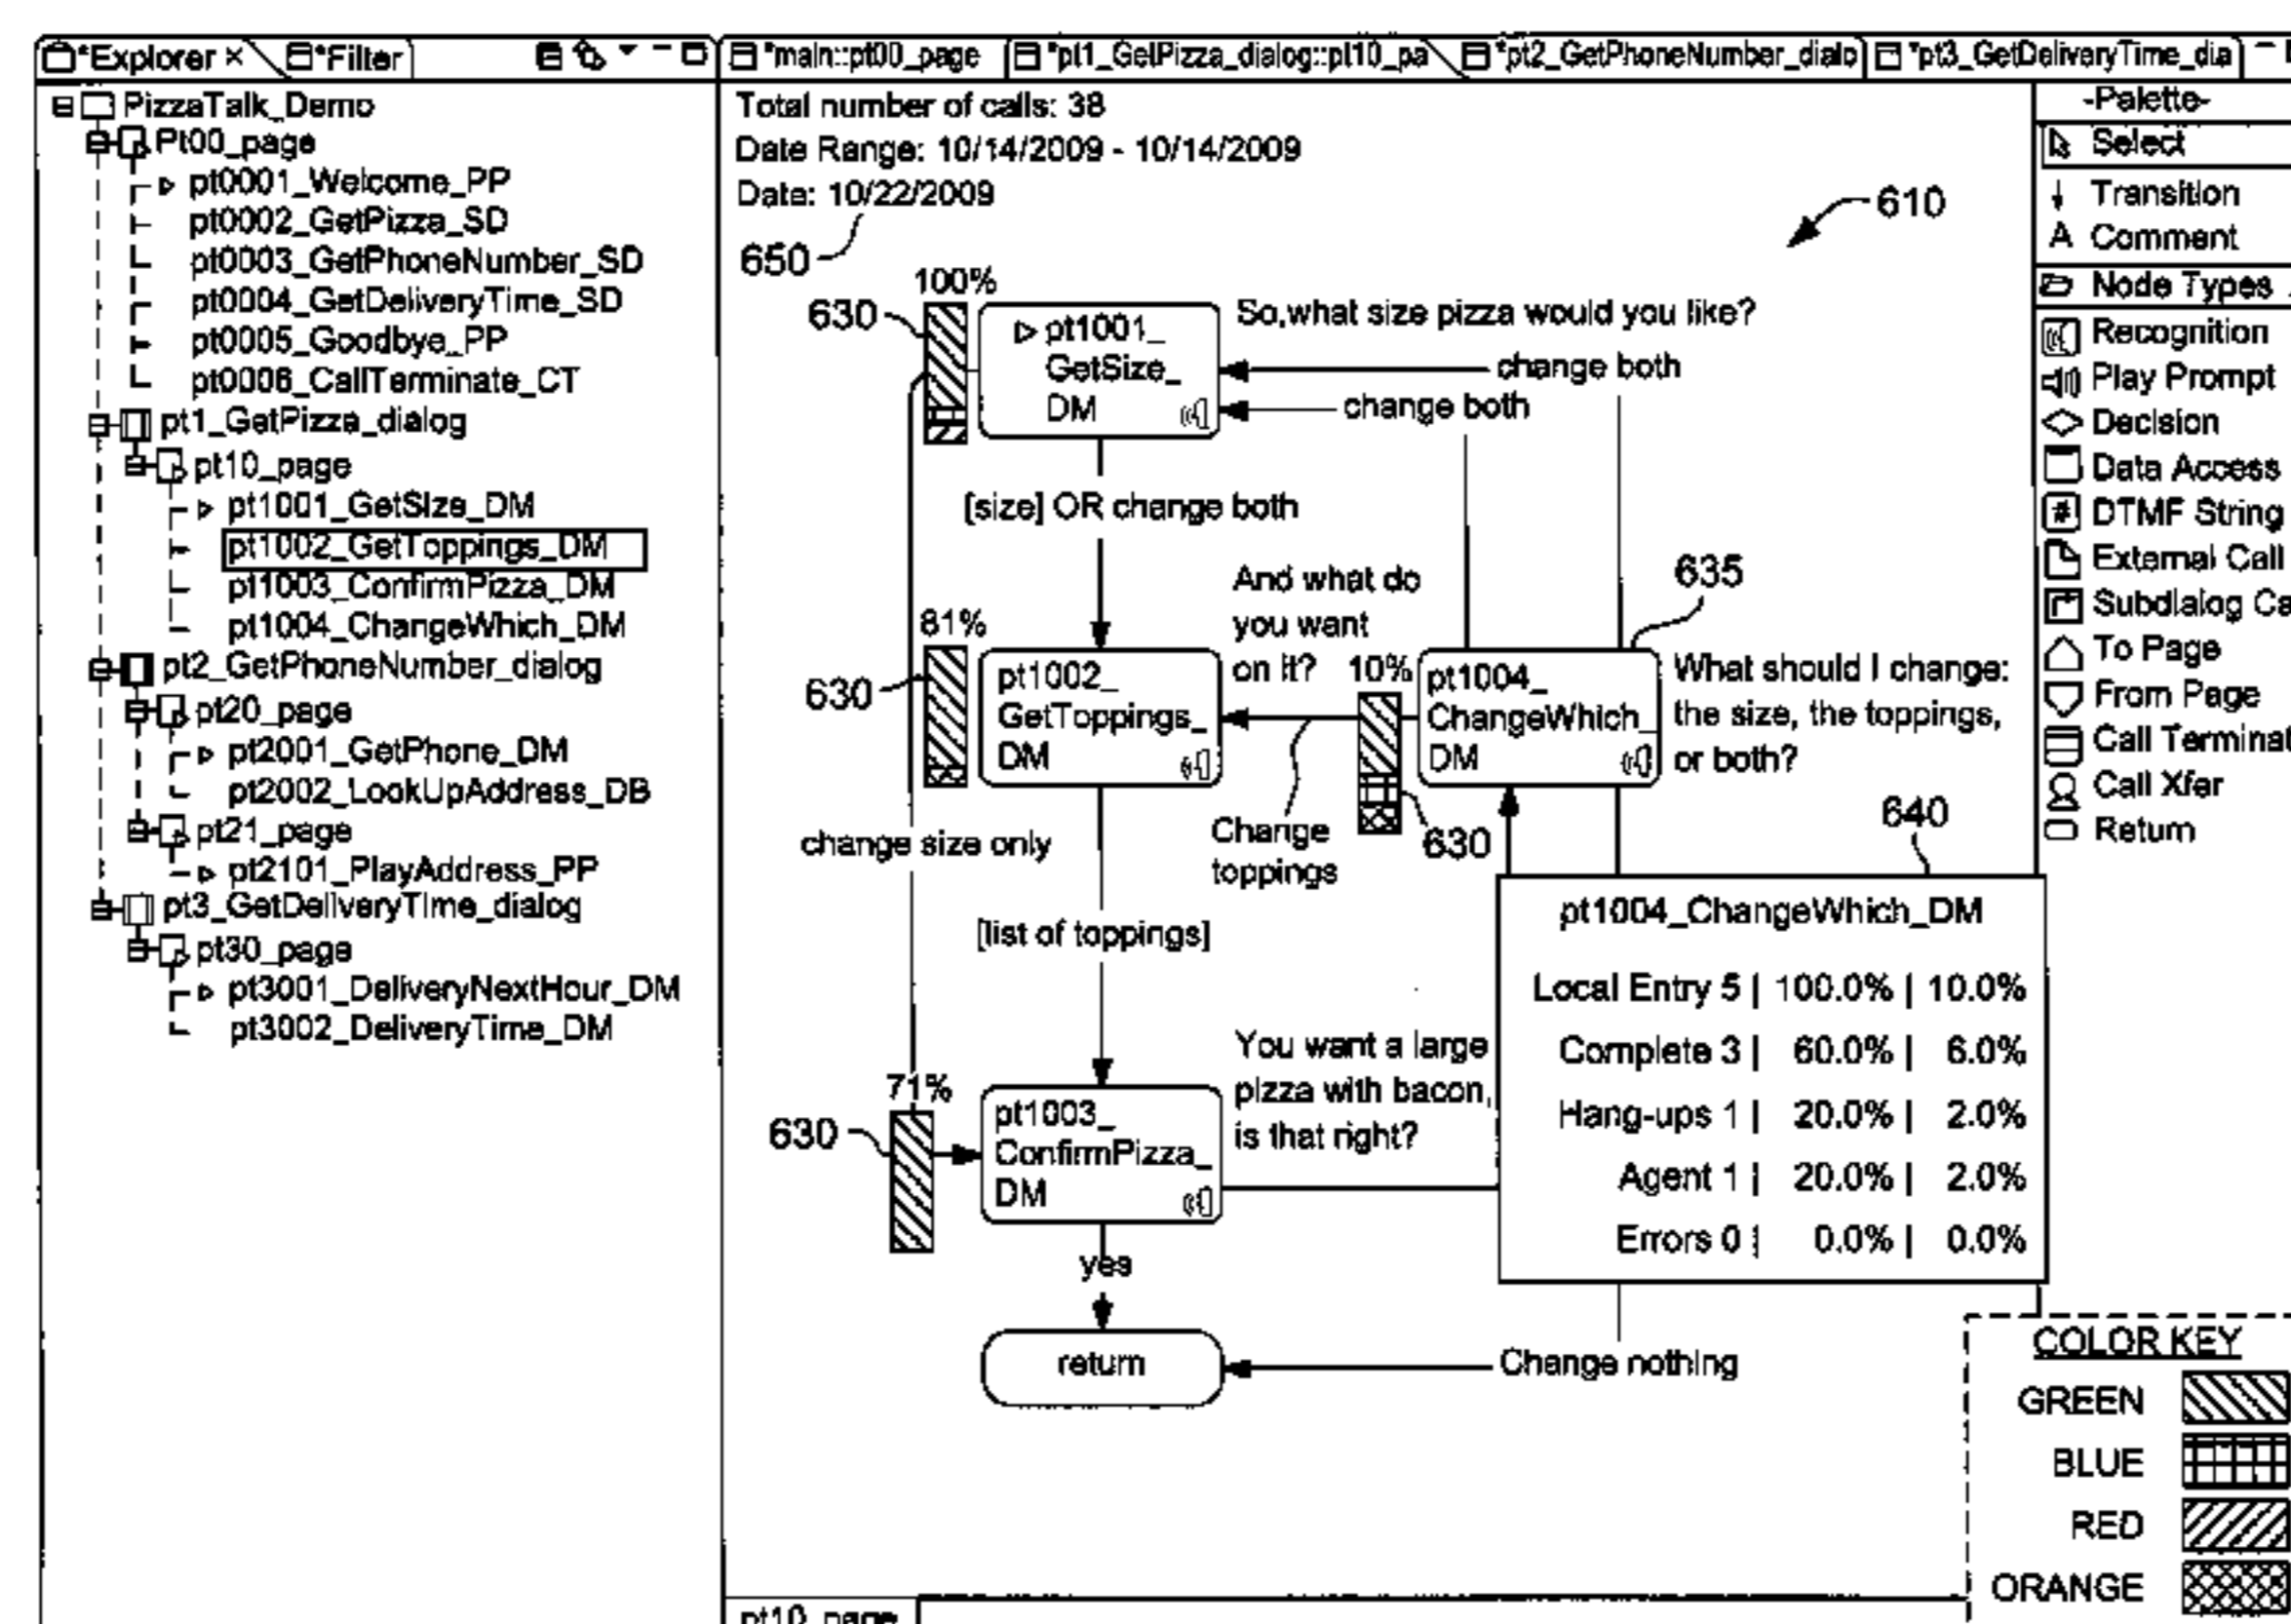 *Explorer × *Filter
PizzaTalk_Demo
Pt00_page
pt0001_Welcome_PP
pt0002_GetPizza_SD
pt0003_GetPhoneNumber_SD
pt0004_GetDeliveryTime_SD
pt0005_Goodbye_PP
pt0006_CallTerminate_CT
pt1_GetPizza_dialog
pt10_page
pt1001_GetSize_DM
pt1002_GetToppings_DM
pt1003_ConfirmPizza_DM
pt1004_ChangeWhich_DM
pt2_GetPhoneNumber_dialog
pt20_page
pt2001_GetPhone_DM
pt2002_LookUpAddress_DB
pt21_page
pt2101_PlayAddress_PP
pt3_GetDeliveryTime_dialog
pt30_page
pt3001_DeliveryNextHour_DM
pt3002_DeliveryTime_DM
*main::pt00_page *pt1_GetPizza_dialog::pt10_pa *pt2_GetPhoneNumber_dialo *pt3_GetDeliveryTime_dia
Total number of calls: 38
Date Range: 10/14/2009 - 10/14/2009
Date: 10/22/2009
650
610
100%
630
pt1001_
GetSize_
DM
So,what size pizza would you like?
change both
change both
[size] OR change both
81%
630
pt1002_
GetToppings_
DM
And what do
you want
on it?
10%
635
pt1004_
ChangeWhich_
DM
What should I change:
the size, the toppings,
or both?
Change
toppings
630
change size only
[list of toppings]
71%
630
pt1003_
ConfirmPizza_
DM
You want a large
pizza with bacon,
is that right?
yes
return
Change nothing
640
pt1004_ChangeWhich_DM
Local Entry 5 | 100.0% | 10.0%
Complete 3 | 60.0% | 6.0%
Hang-ups 1 | 20.0% | 2.0%
Agent 1 | 20.0% | 2.0%
Errors 0 | 0.0% | 0.0%
-Palette-
Select
Transition
A Comment
Node Types
Recognition
Play Prompt
Decision
Data Access
# DTMF String
External Call
Subdialog Ca
To Page
From Page
Call Terminat
Call Xfer
Return
COLOR KEY
GREEN
BLUE
RED
ORANGE
pt10_page